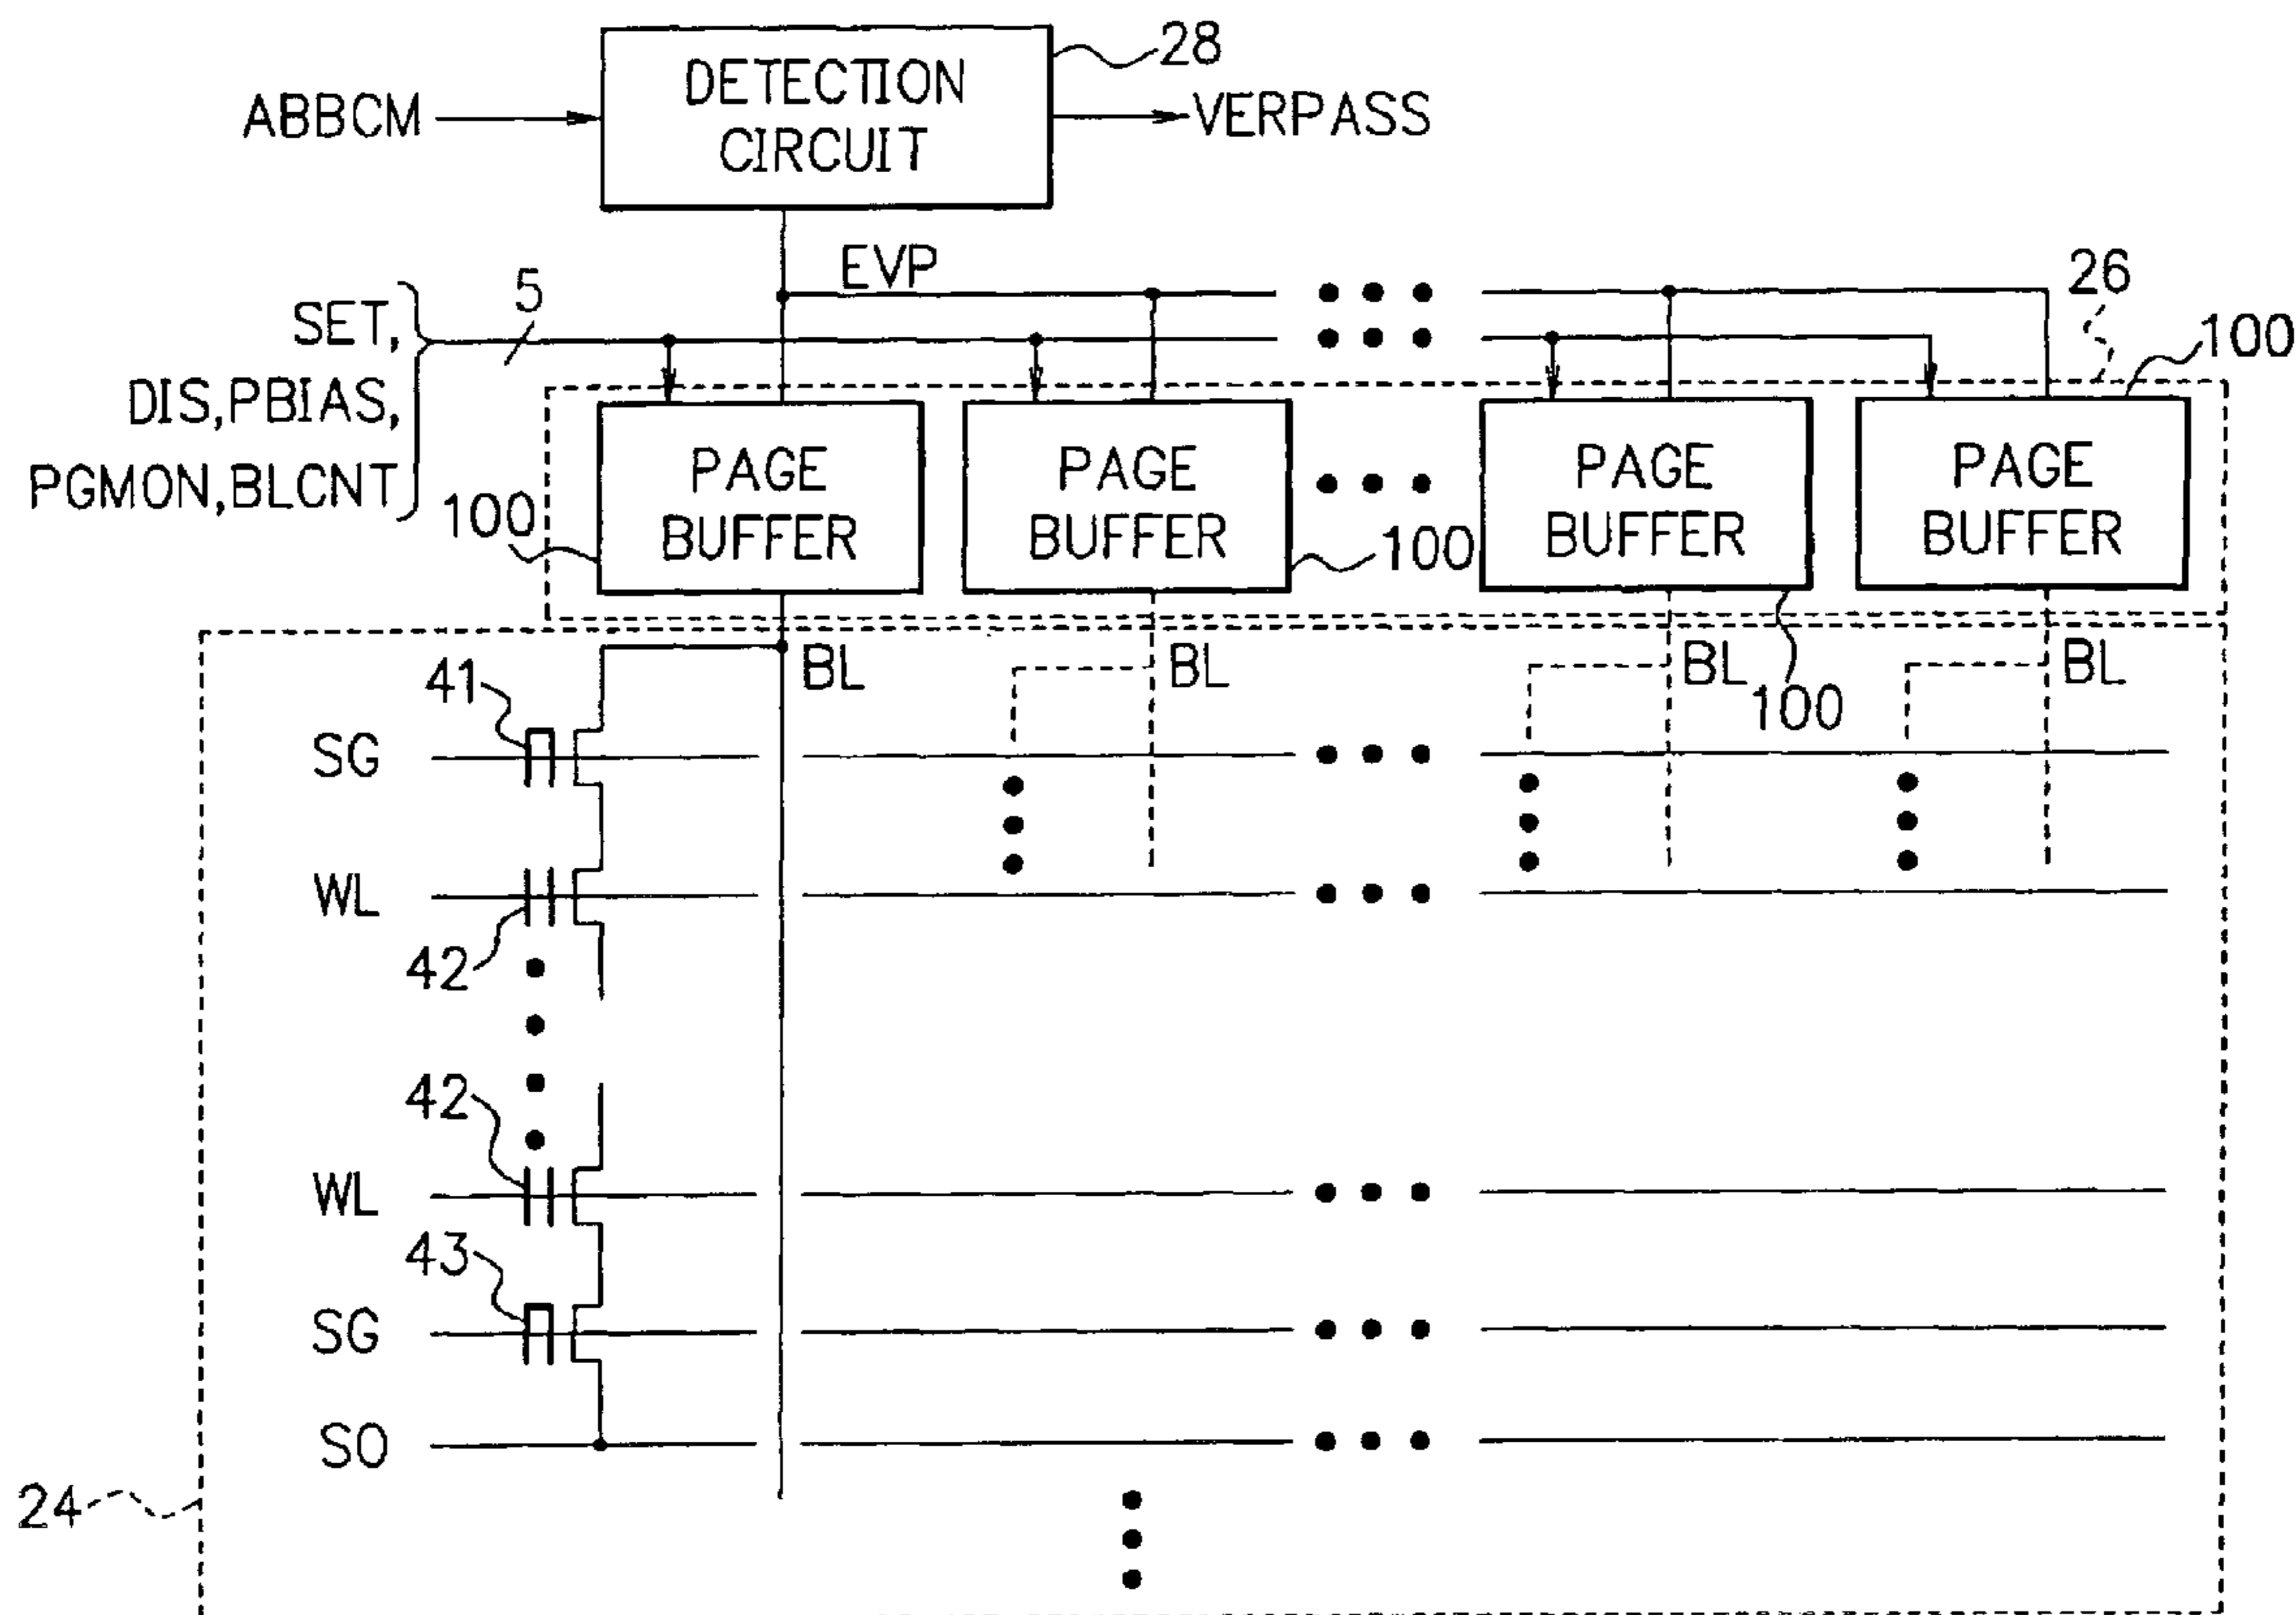 28
DETECTION
CIRCUIT
ABBCM
VERPASS
EVP
26
5
SET,
DIS,PBIAS,
PGMON,BLCNT
100
PAGE
BUFFER
100
PAGE
BUFFER
100
PAGE
BUFFER
100
PAGE
BUFFER
BL
BL
BL
BL
41
SG
WL
42
42
WL
43
SG
SO
24